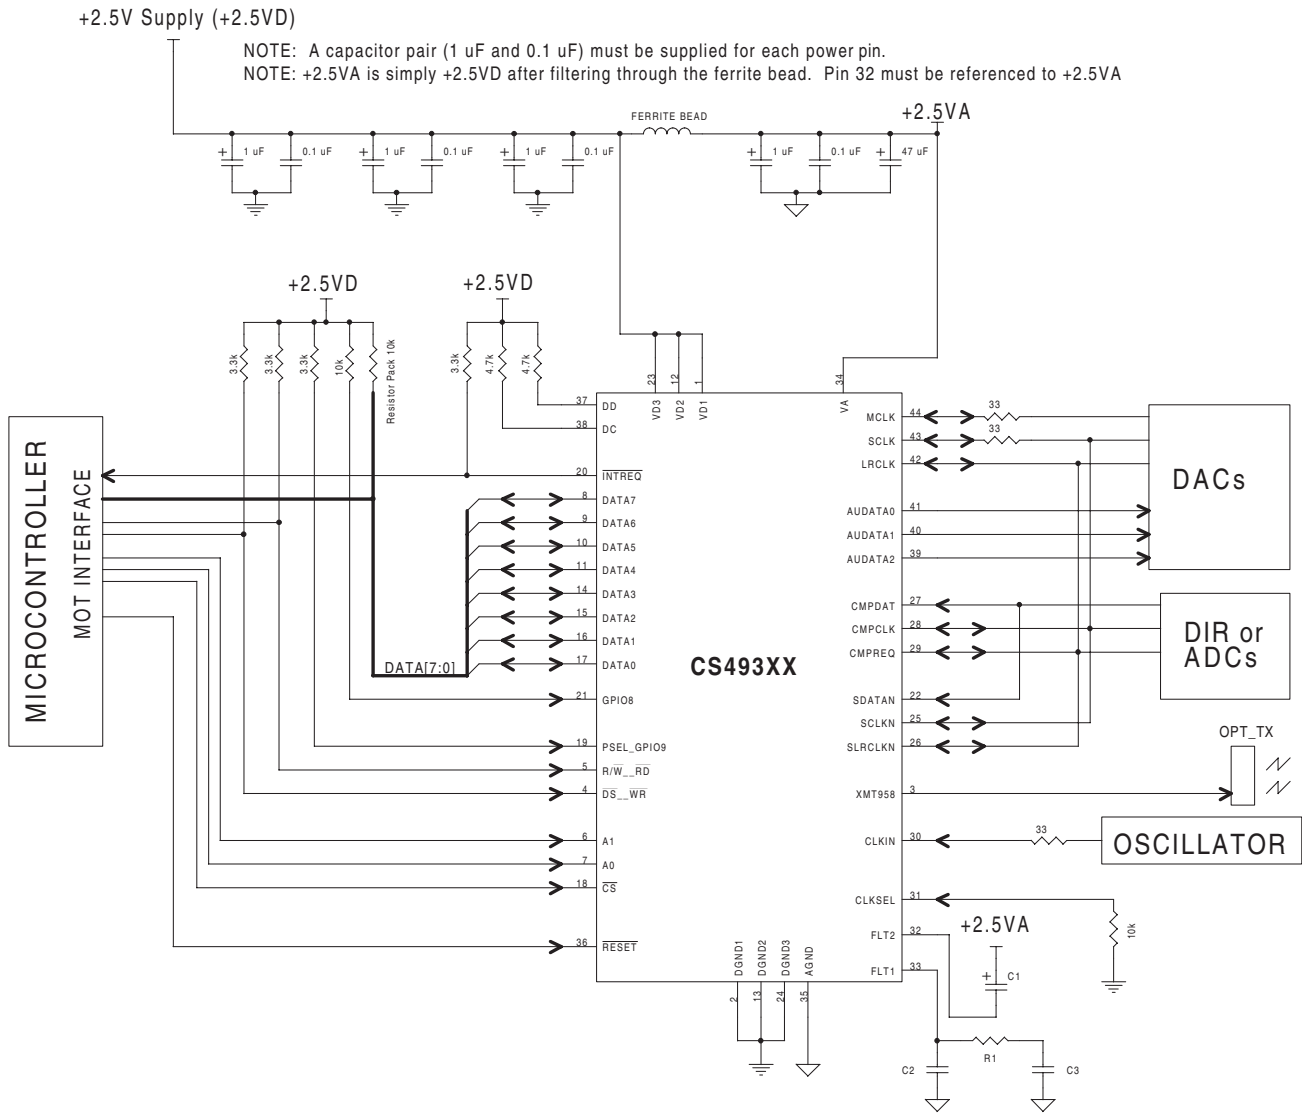 +2.5V Supply (+2.5VD)
NOTE: A capacitor pair (1 uF and 0.1 uF) must be supplied for each power pin.
NOTE: +2.5VA is simply +2.5VD after filtering through the ferrite bead. Pin 32 must be referenced to +2.5VA
FERRITE BEAD
+2.5VA
+ 1 uF
0.1 uF
+ 1 uF
0.1 uF
+ 1 uF
0.1 uF
+ 1 uF
0.1 uF
+ 47 uF
+2.5VD
+2.5VD
3.3k
3.3k
3.3k
10k
Resistor Pack 10k
3.3k
4.7k
4.7k
23
12
1
34
VD3
VD2
VD1
VA
37 DD
38 DC
20 INTREQ
8 DATA7
9 DATA6
10 DATA5
11 DATA4
14 DATA3
15 DATA2
16 DATA1
17 DATA0
DATA[7:0]
21 GPIO8
19 PSEL_GPIO9
5 R/W__RD
4 DS__WR
6 A1
7 A0
18 CS
36 RESET
MICROCONTROLLER
MOT INTERFACE
CS493XX
MCLK 44
33
SCLK 43
33
LRCLK 42
AUDATA0 41
AUDATA1 40
AUDATA2 39
DACs
CMPDAT 27
CMPCLK 28
CMPREQ 29
DIR or
ADCs
SDATAN 22
SCLKN 25
SLRCLKN 26
OPT_TX
XMT958 3
CLKIN 30
33
OSCILLATOR
CLKSEL 31
10k
FLT2 32
+2.5VA
+ C1
FLT1 33
DGND1
DGND2
DGND3
AGND
2
13
24
35
C2
R1
C3